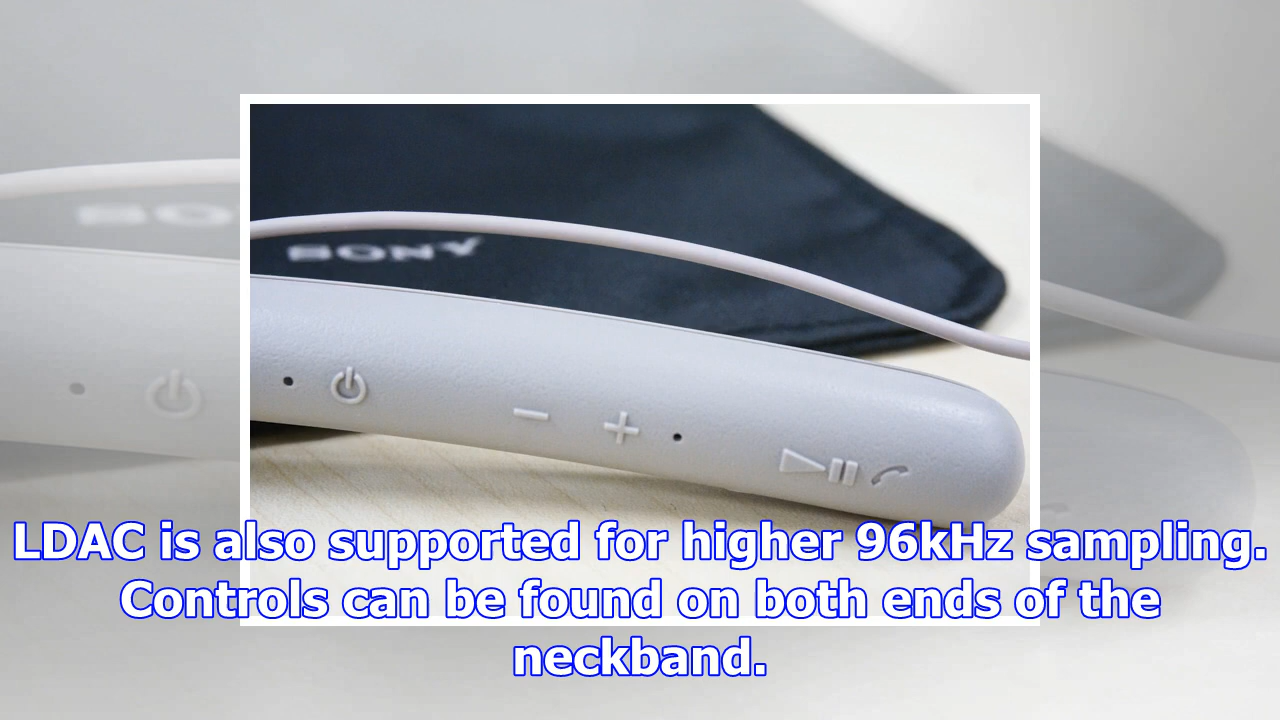 SONY
LDAC is also supported for higher 96kHz sampling.
Controls can be found on both ends of the
neckband.